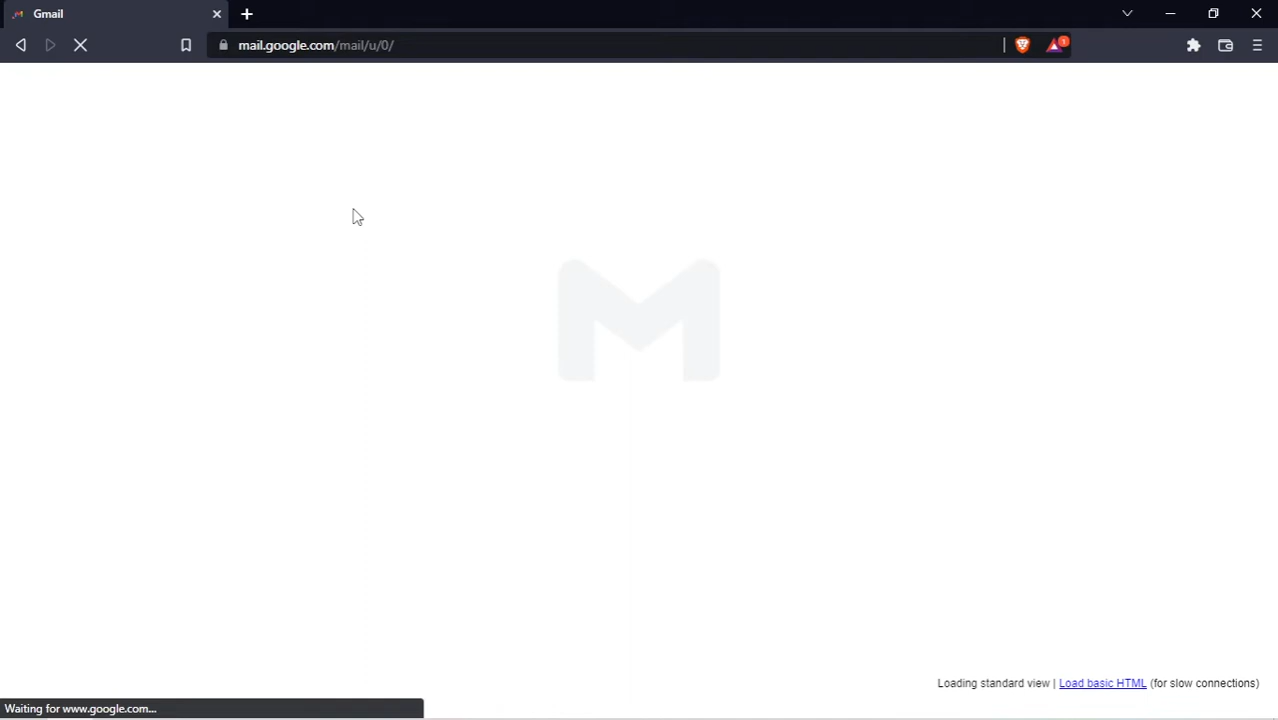 Gmail
mail.google.com/mail/u/0/
1
Loading standard view | Load basic HTML (for slow connections)
Waiting for www.google.com...